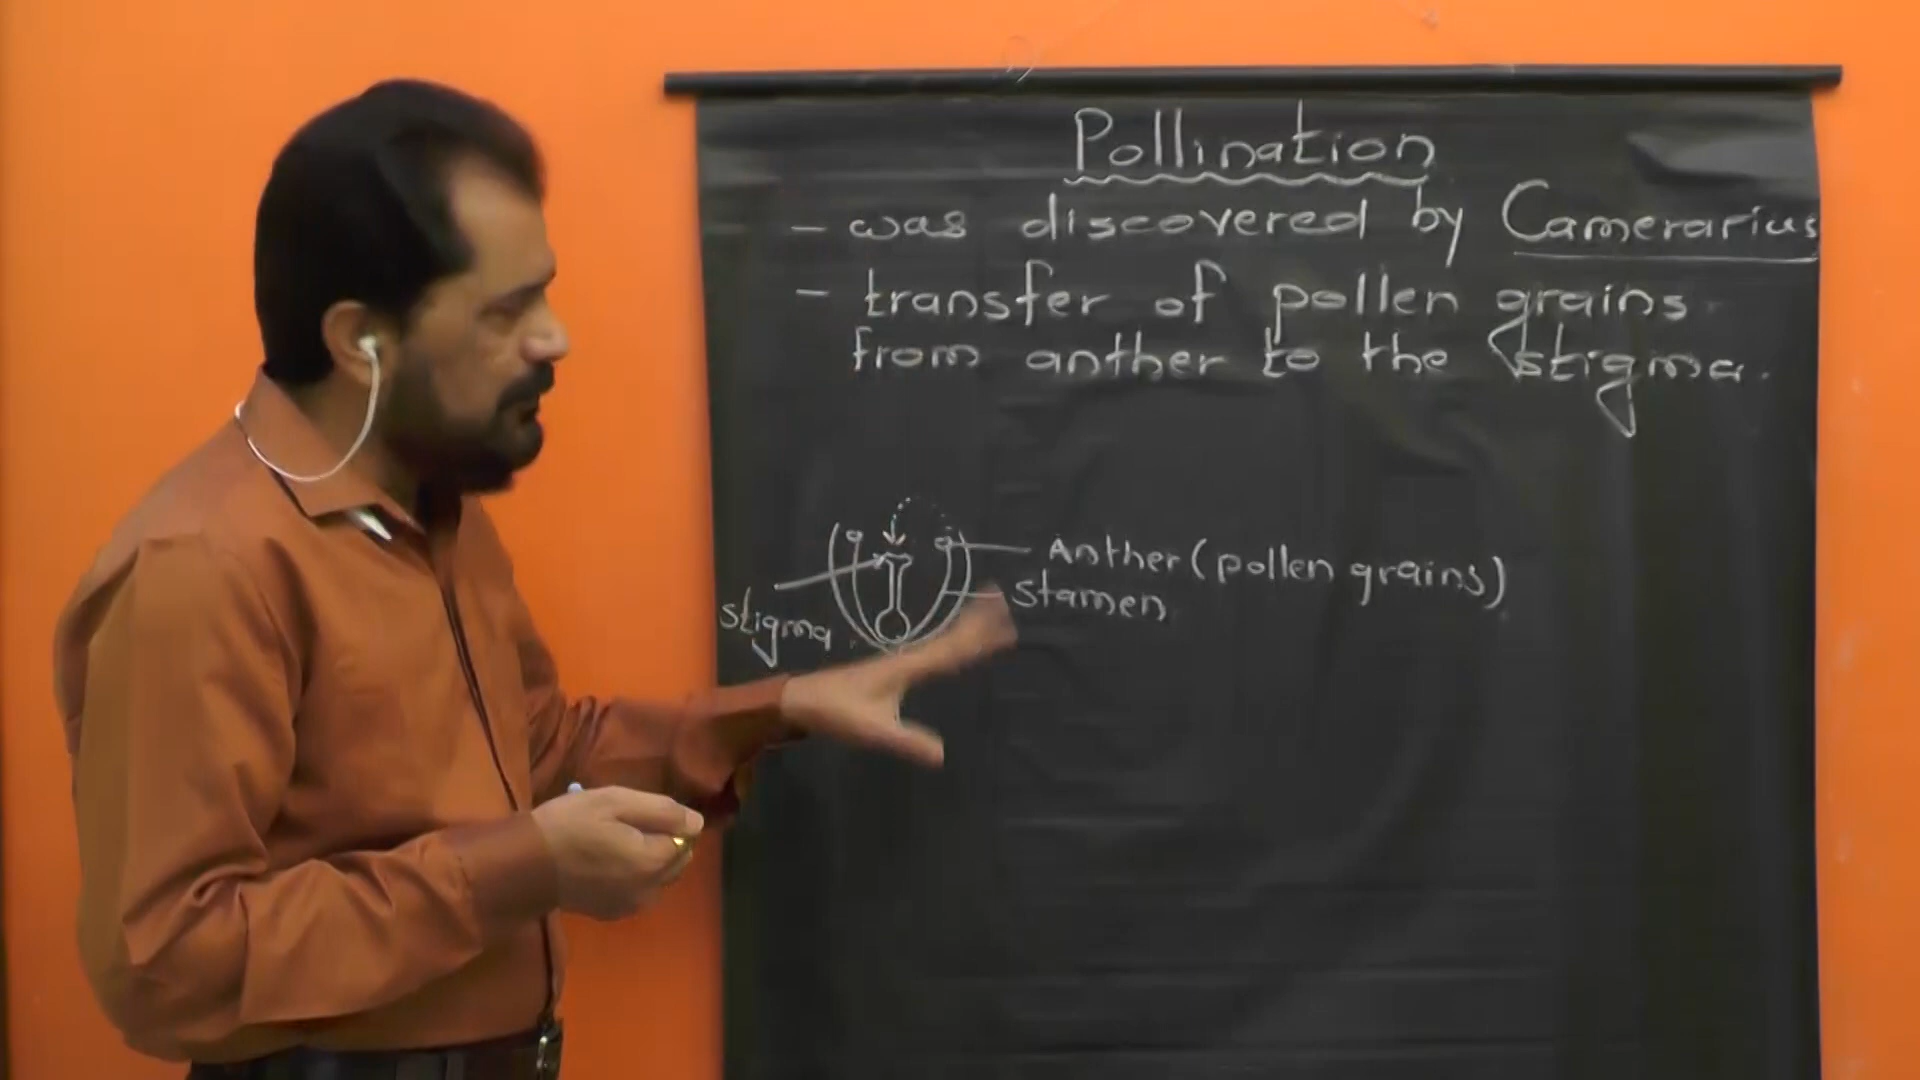 Pollination
- was discovered by Camerarius
- transfer of pollen grains
from anther to the stigma.
Anther (pollen grains)
Stamen
Stigma